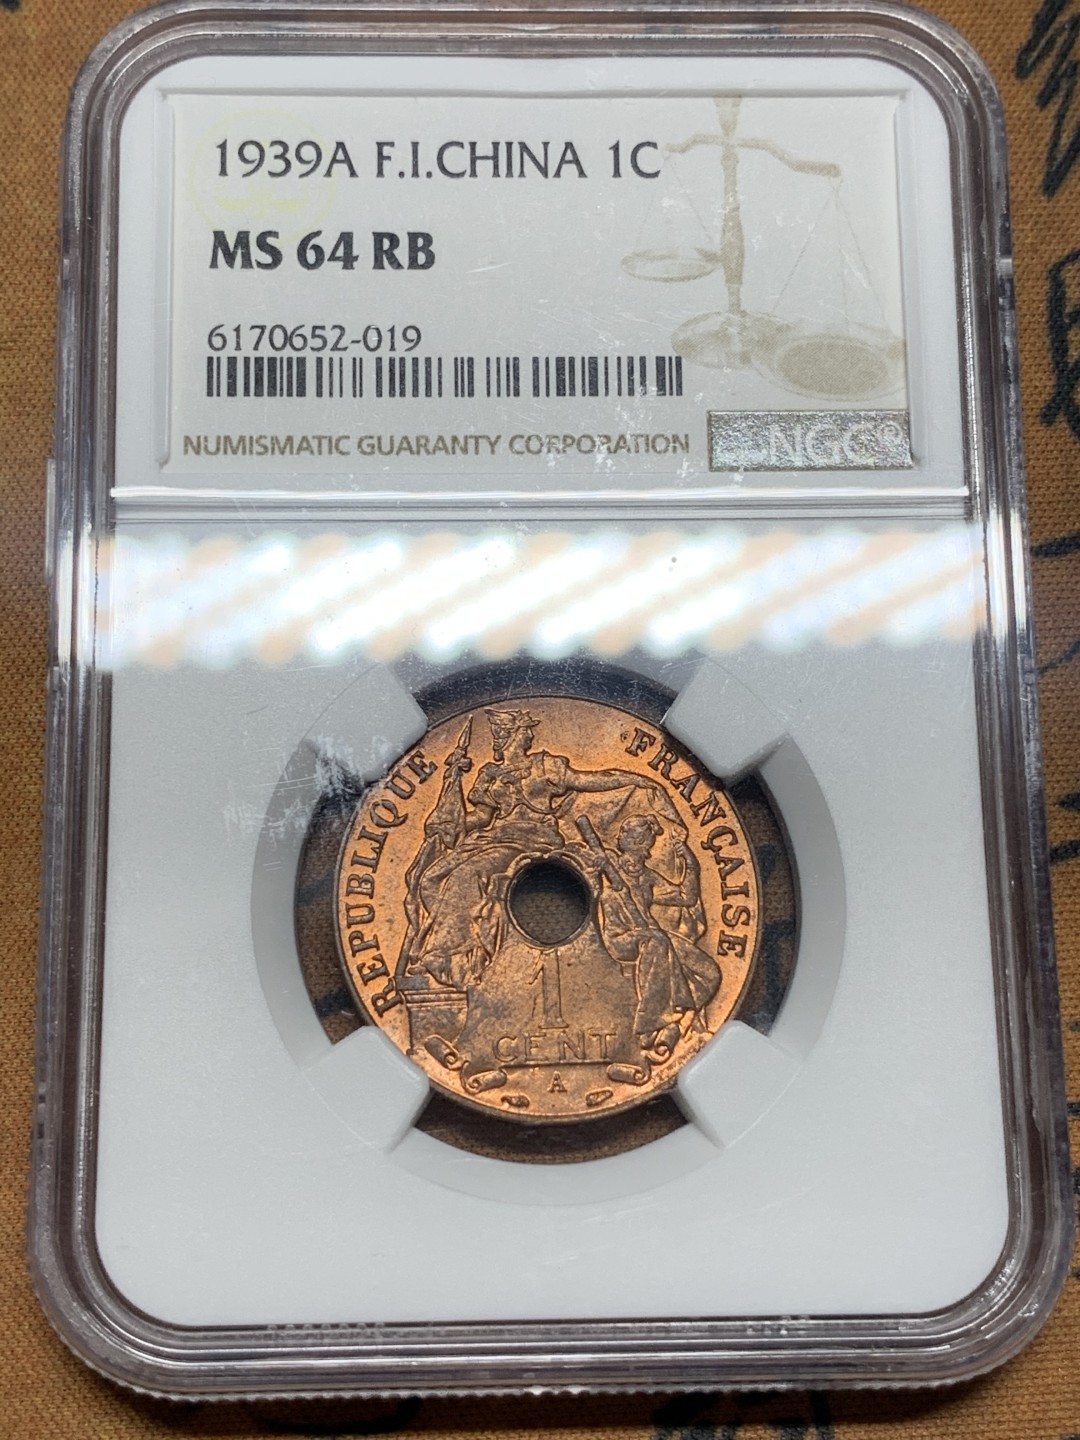 1939A F.I.CHINA 1C
MS 64 RB
6170652-019
NUMISMATIC GUARANTY CORPORATION
NGC®
REPUBLIQUE FRANÇAISE
1
CENT
A